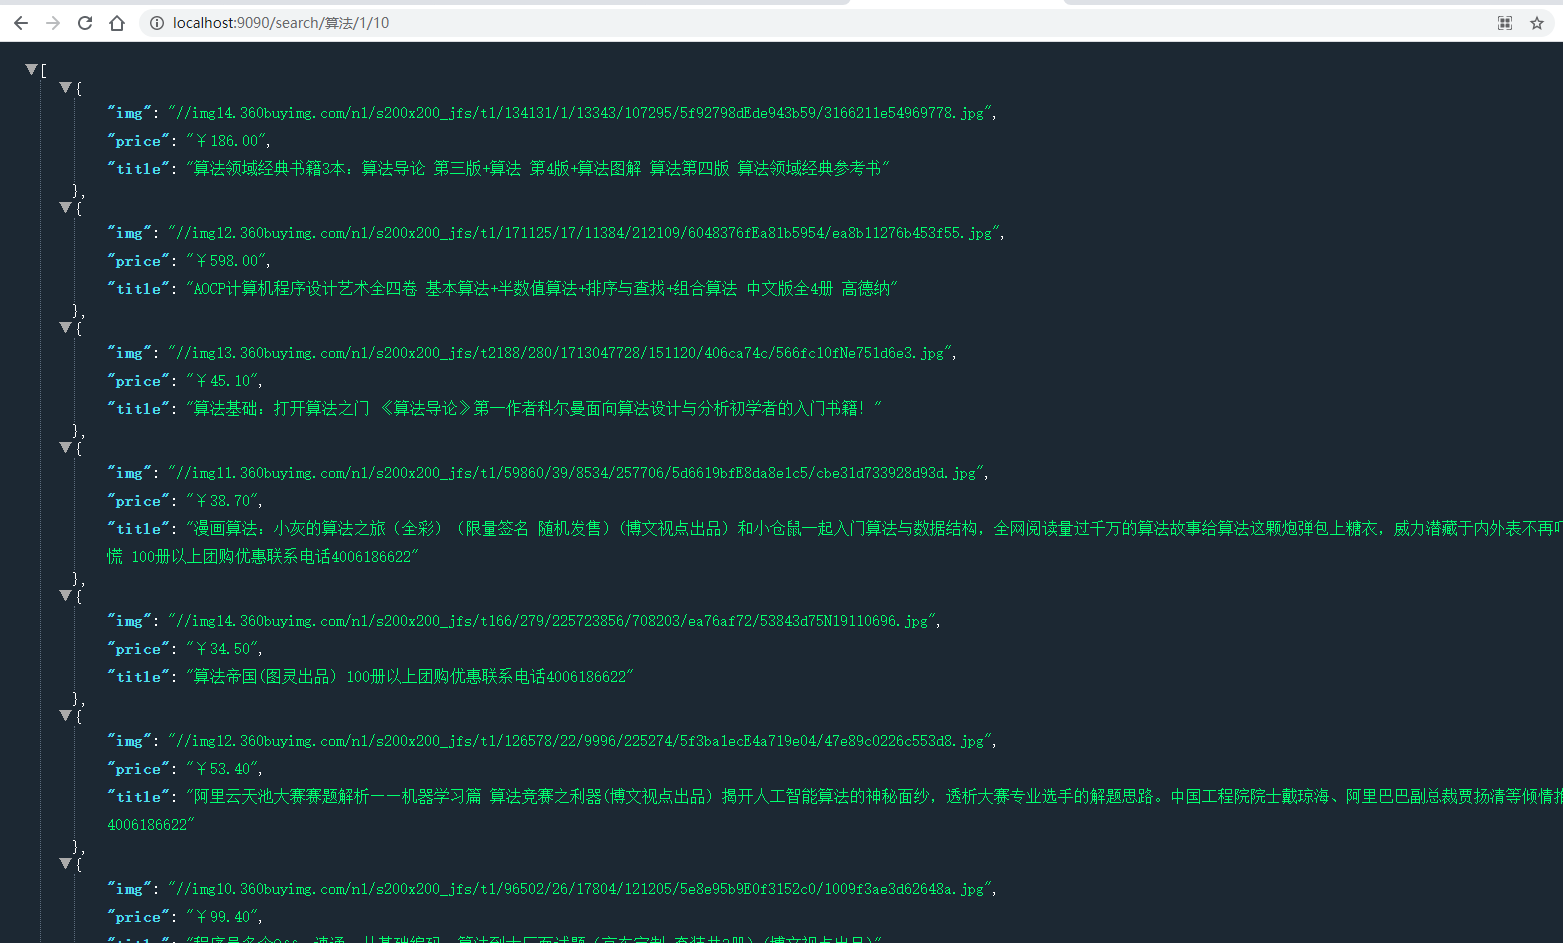 localhost:9090/search/算法/1/10
[
{
"img": "//img14.360buyimg.com/n1/s200x200_jfs/t1/134131/1/13343/107295/5f92798dEde943b59/3166211e54969778.jpg",
"price": "￥186.00",
"title": "算法领域经典书籍3本：算法导论 第三版+算法 第4版+算法图解 算法第四版 算法领域经典参考书"
},
{
"img": "//img12.360buyimg.com/n1/s200x200_jfs/t1/171125/17/11384/212109/6048376fEa81b5954/ea8b11276b453f55.jpg",
"price": "￥598.00",
"title": "AOCP计算机程序设计艺术全四卷 基本算法+半数值算法+排序与查找+组合算法 中文版全4册 高德纳"
},
{
"img": "//img13.360buyimg.com/n1/s200x200_jfs/t2188/280/1713047728/151120/406ca74c/566fc10fNe751d6e3.jpg",
"price": "￥45.10",
"title": "算法基础：打开算法之门 《算法导论》第一作者科尔曼面向算法设计与分析初学者的入门书籍！"
},
{
"img": "//img11.360buyimg.com/n1/s200x200_jfs/t1/59860/39/8534/257706/5d6619bfE8da8e1c5/cbe31d733928d93d.jpg",
"price": "￥38.70",
"title": "漫画算法：小灰的算法之旅（全彩）（限量签名 随机发售）(博文视点出品) 和小仓鼠一起入门算法与数据结构，全网阅读量过千万的算法故事给算法这颗炮弹包上糖衣，威力潜藏于内外表不再
慌 100册以上团购优惠联系电话4006186622"
},
{
"img": "//img14.360buyimg.com/n1/s200x200_jfs/t166/279/225723856/708203/ea76af72/53843d75N19110696.jpg",
"price": "￥34.50",
"title": "算法帝国(图灵出品) 100册以上团购优惠联系电话4006186622"
},
{
"img": "//img12.360buyimg.com/n1/s200x200_jfs/t1/126578/22/9996/225274/5f3ba1ecE4a719e04/47e89c0226c553d8.jpg",
"price": "￥53.40",
"title": "阿里云天池大赛赛题解析――机器学习篇 算法竞赛之利器(博文视点出品) 揭开人工智能算法的神秘面纱，透析大赛专业选手的解题思路。中国工程院院士戴琼海、阿里巴巴副总裁贾扬清等倾情
4006186622"
},
{
"img": "//img10.360buyimg.com/n1/s200x200_jfs/t1/96502/26/17804/121205/5e8e95b9E0f3152c0/1009f3ae3d62648a.jpg",
"price": "￥99.40",